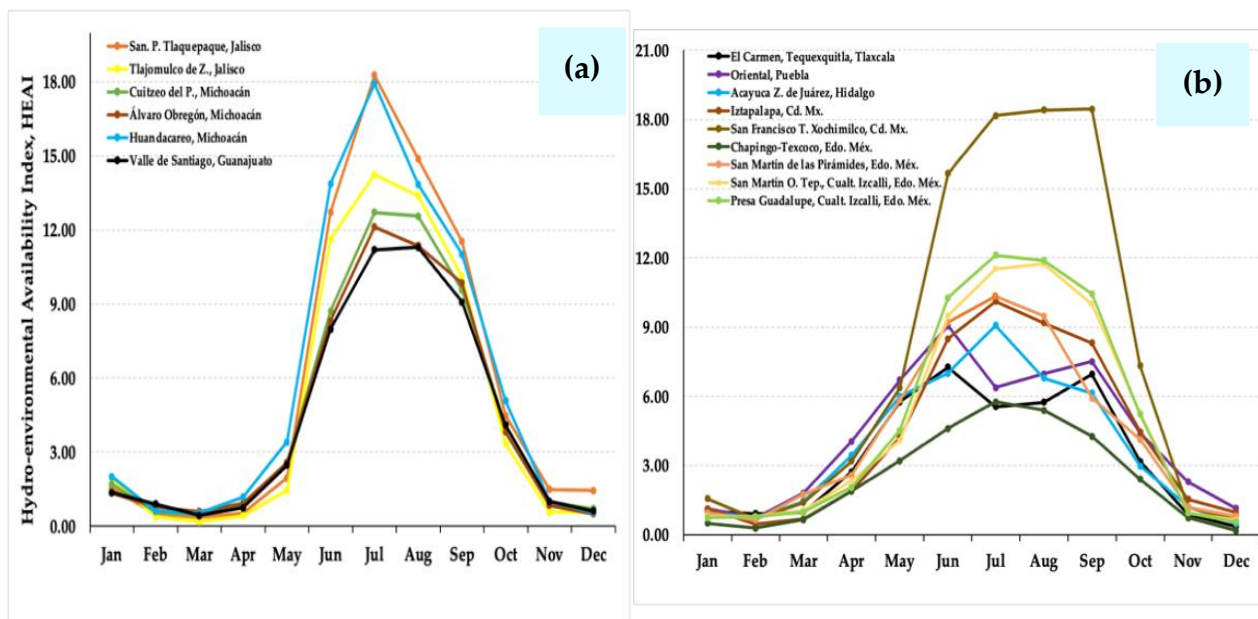 Hydro-environmental Availability Index, HEAI
18.00
15.00
12.00
9.00
6.00
3.00
0.00
San. P. Tlaquepaque, Jalisco
Tlajomulco de Z., Jalisco
Cuitzeo del P., Michoacán
Álvaro Obregón, Michoacán
Huandacareo, Michoacán
Valle de Santiago, Guanajuato
(a)
Jan Feb Mar Apr May Jun Jul Aug Sep Oct Nov Dec
21.00
18.00
15.00
12.00
9.00
6.00
3.00
0.00
El Carmen, Tequexquitla, Tlaxcala
Oriental, Puebla
Acayuca Z. de Juárez, Hidalgo
Iztapalapa, Cd. Mx.
San Francisco T. Xochimilco, Cd. Mx.
Chapingo-Texcoco, Edo. Méx.
San Martín de las Pirámides, Edo. Méx.
San Martín O. Tep., Cualt. Izcalli, Edo. Méx.
Presa Guadalupe, Cualt. Izcalli, Edo. Méx.
(b)
Jan Feb Mar Apr May Jun Jul Aug Sep Oct Nov Dec